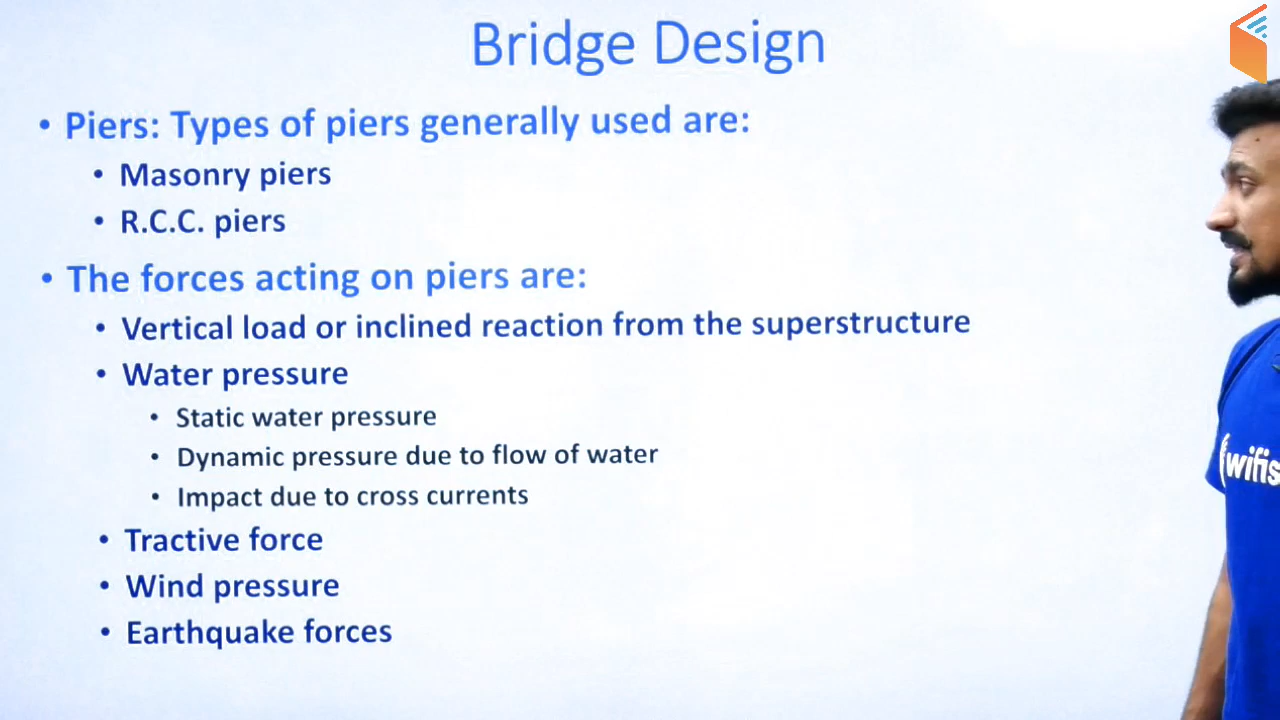 Bridge Design
• Piers: Types of piers generally used are:
• Masonry piers
• R.C.C. piers
• The forces acting on piers are:
• Vertical load or inclined reaction from the superstructure
• Water pressure
• Static water pressure
• Dynamic pressure due to flow of water
• Impact due to cross currents
• Tractive force
• Wind pressure
• Earthquake forces
wifis